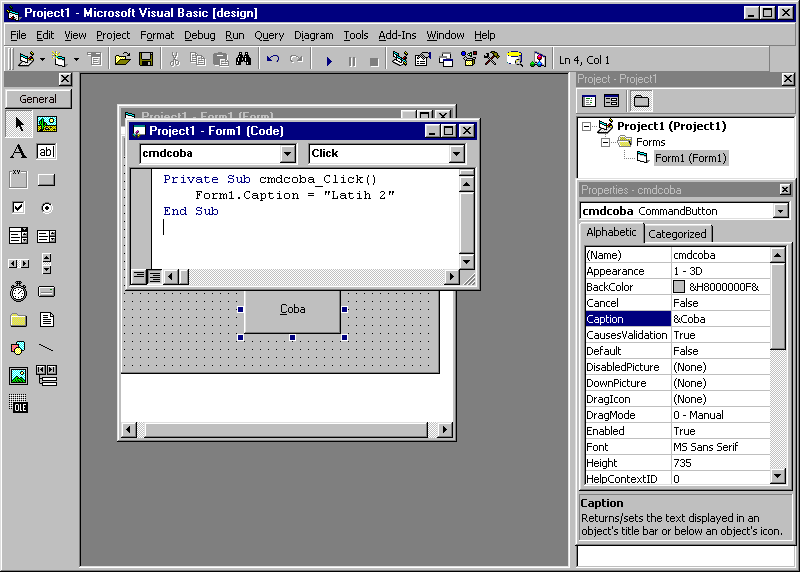 Project1 - Microsoft Visual Basic [design]
File Edit View Project Format Debug Run Query Diagram Tools Add-Ins Window Help
Ln 4, Col 1
General
A
ab
xv
OLE
Project1 - Form1 (Form)
Project1 - Form1 (Code)
cmdcoba Click
Private Sub cmdcoba_Click()
Form1.Caption = "Latih 2"
End Sub
Coba
Project - Project1
Project1 (Project1)
Forms
Form1 (Form1)
Properties - cmdcoba
cmdcoba CommandButton
Alphabetic Categorized
(Name) cmdcoba
Appearance 1 - 3D
BackColor &H8000000F&
Cancel False
Caption &Coba
CausesValidation True
Default False
DisabledPicture (None)
DownPicture (None)
DragIcon (None)
DragMode 0 - Manual
Enabled True
Font MS Sans Serif
Height 735
HelpContextID 0
Caption
Returns/sets the text displayed in an
object's title bar or below an object's icon.